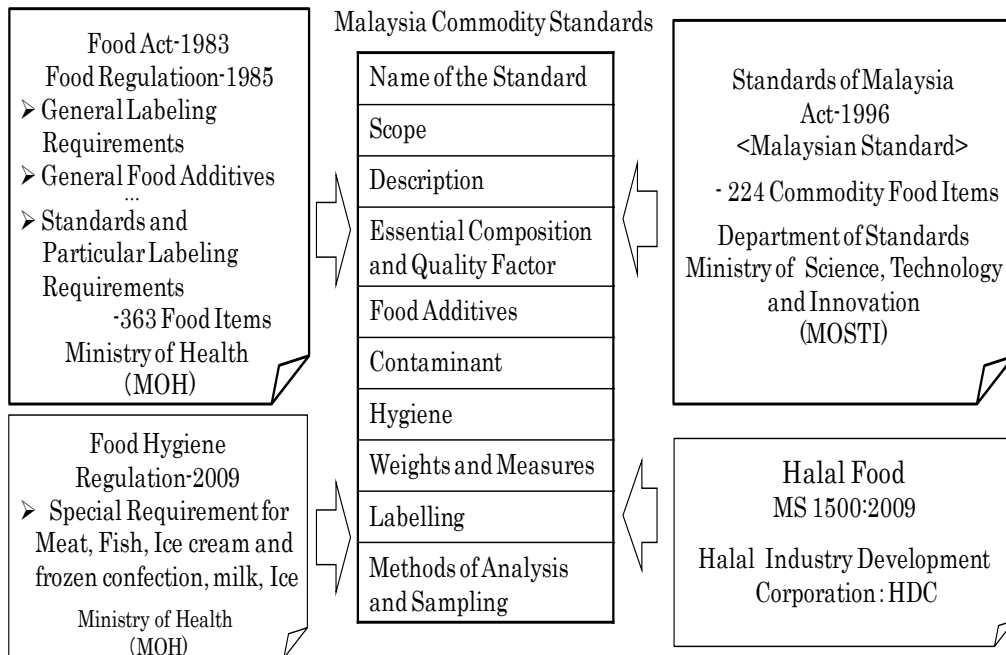 Malaysia Commodity Standards
Food Act-1983
Food Regulatioon-1985
➢ General Labeling
Requirements
➢ General Food Additives
...
➢ Standards and
Particular Labeling
Requirements
-363 Food Items
Ministry of Health
(MOH)
Food Hygiene
Regulation-2009
➢ Special Requirement for
Meat, Fish, Ice cream and
frozen confection, milk, Ice
Ministry of Health
(MOH)
Name of the Standard
Scope
Description
Essential Composition
and Quality Factor
Food Additives
Contaminant
Hygiene
Weights and Measures
Labelling
Methods of Analysis
and Sampling
Standards of Malaysia
Act-1996
<Malaysian Standard>
- 224 Commodity Food Items
Department of Standards
Ministry of Science, Technology
and Innovation
(MOSTI)
Halal Food
MS 1500:2009
Halal Industry Development
Corporation : HDC